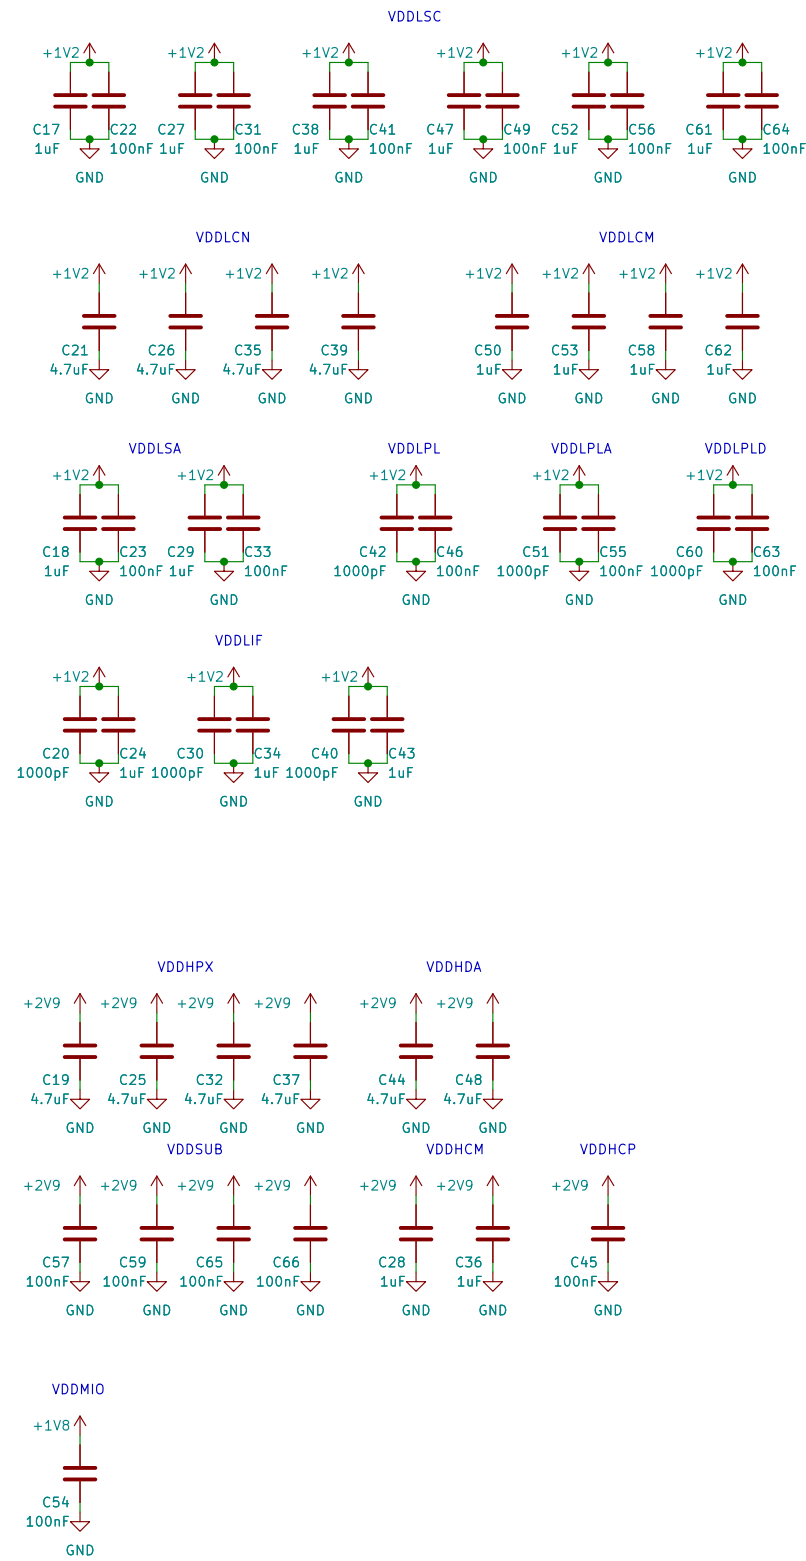 VDDLSC
+1V2 +1V2 +1V2 +1V2 +1V2 +1V2
C17 C22 C27 C31 C38 C41 C47 C49 C52 C56 C61 C64
1uF 100nF 1uF 100nF 1uF 100nF 1uF 100nF 1uF 100nF 1uF 100nF
GND GND GND GND GND GND
VDDLCN VDDLCM
+1V2 +1V2 +1V2 +1V2 +1V2 +1V2 +1V2 +1V2
C21 C26 C35 C39 C50 C53 C58 C62
4.7uF 4.7uF 4.7uF 4.7uF 1uF 1uF 1uF 1uF
GND GND GND GND GND GND GND GND
VDDLSA VDDLPL VDDLPLA VDDLPLD
+1V2 +1V2 +1V2 +1V2 +1V2
C18 C23 C29 C33 C42 C46 C51 C55 C60 C63
1uF 100nF 1uF 100nF 1000pF 100nF 1000pF 100nF 1000pF 100nF
GND GND GND GND GND
VDDLIF
+1V2 +1V2 +1V2
C20 C24 C30 C34 C40 C43
1000pF 1uF 1000pF 1uF 1000pF 1uF
GND GND GND
VDDHPX VDDHDA
+2V9 +2V9 +2V9 +2V9 +2V9 +2V9
C19 C25 C32 C37 C44 C48
4.7uF 4.7uF 4.7uF 4.7uF 4.7uF 4.7uF
GND GND GND GND GND GND
VDDSUB VDDHCM VDDHCP
+2V9 +2V9 +2V9 +2V9 +2V9 +2V9 +2V9
C57 C59 C65 C66 C28 C36 C45
100nF 100nF 100nF 100nF 1uF 1uF 100nF
GND GND GND GND GND GND GND
VDDMIO
+1V8
C54
100nF
GND